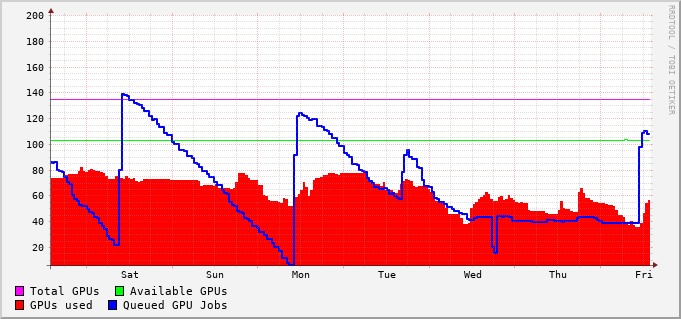 200
180
160
140
120
100
80
60
40
20
Sat Sun Mon Tue Wed Thu Fri
Total GPUs Available GPUs
GPUs used Queued GPU Jobs
RRDTOOL / TOBI OETIKER